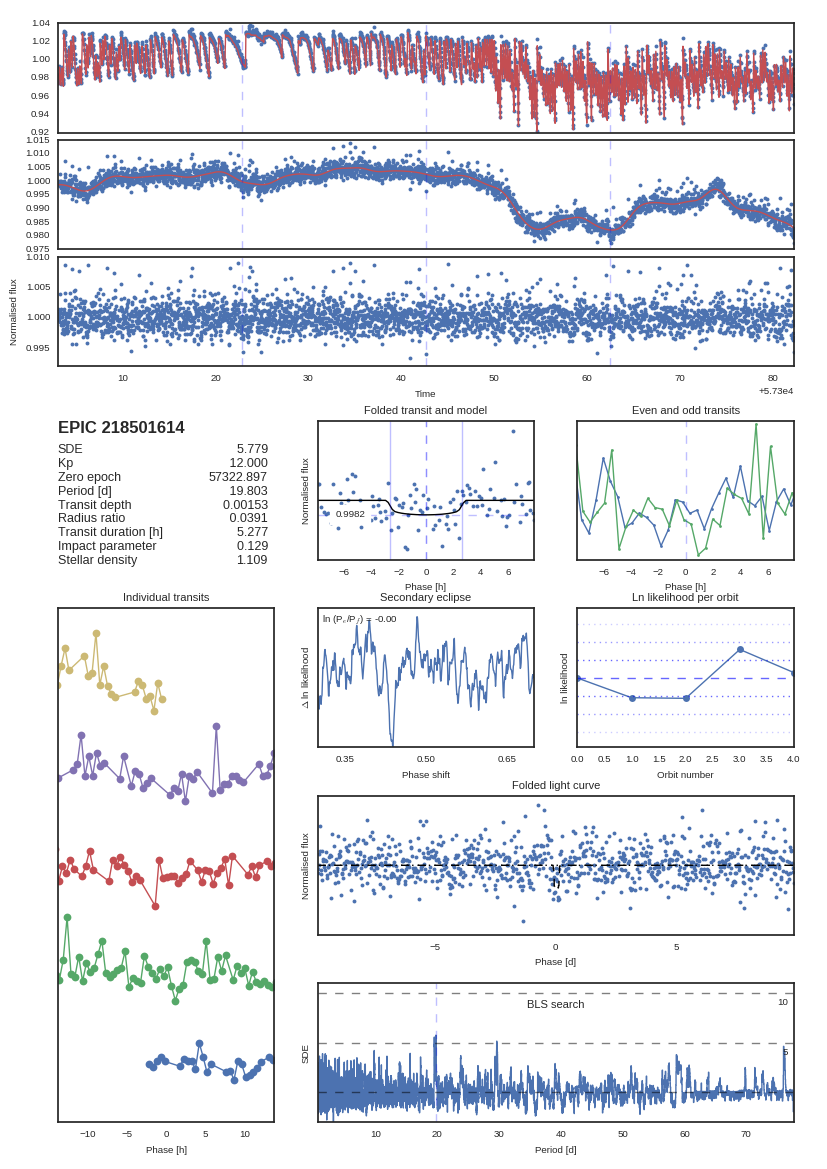 1.04
1.02
1.00
0.98
0.96
0.94
0.92
1.015
1.010
1.005
1.000
0.995
0.990
0.985
0.980
0.975
1.010
1.005
1.000
0.995
Normalised flux
10 20 30 40 50 60 70 80
Time
+5.73e4
EPIC 218501614
SDE 5.779
Kp 12.000
Zero epoch 57322.897
Period [d] 19.803
Transit depth 0.00153
Radius ratio 0.0391
Transit duration [h] 5.277
Impact parameter 0.129
Stellar density 1.109
Folded transit and model
Normalised flux
0.9982
−6 −4 −2 0 2 4 6
Phase [h]
Even and odd transits
−6 −4 −2 0 2 4 6
Phase [h]
Individual transits
−10 −5 0 5 10
Phase [h]
Secondary eclipse
Δ ln likelihood
0.35 0.50 0.65
Phase shift
Ln likelihood per orbit
ln likelihood
0.0 0.5 1.0 1.5 2.0 2.5 3.0 3.5 4.0
Orbit number
Folded light curve
Normalised flux
−5 0 5
Phase [d]
BLS search
10
5
SDE
10 20 30 40 50 60 70
Period [d]